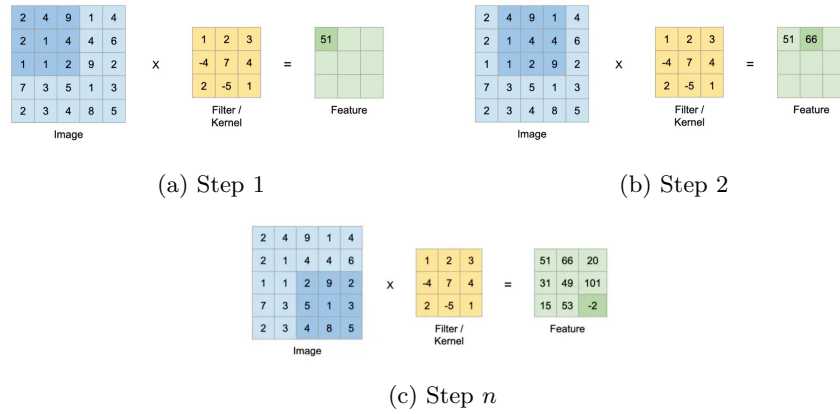 2 4 9 1 4
2 1 4 4 6
1 1 2 9 2
7 3 5 1 3
2 3 4 8 5
Image
x
1 2 3
-4 7 4
2 -5 1
Filter /
Kernel
=
51
Feature
(a) Step 1
2 4 9 1 4
2 1 4 4 6
1 1 2 9 2
7 3 5 1 3
2 3 4 8 5
Image
x
1 2 3
-4 7 4
2 -5 1
Filter /
Kernel
=
51 66
Feature
(b) Step 2
2 4 9 1 4
2 1 4 4 6
1 1 2 9 2
7 3 5 1 3
2 3 4 8 5
Image
x
1 2 3
-4 7 4
2 -5 1
Filter /
Kernel
=
51 66 20
31 49 101
15 53 -2
Feature
(c) Step n